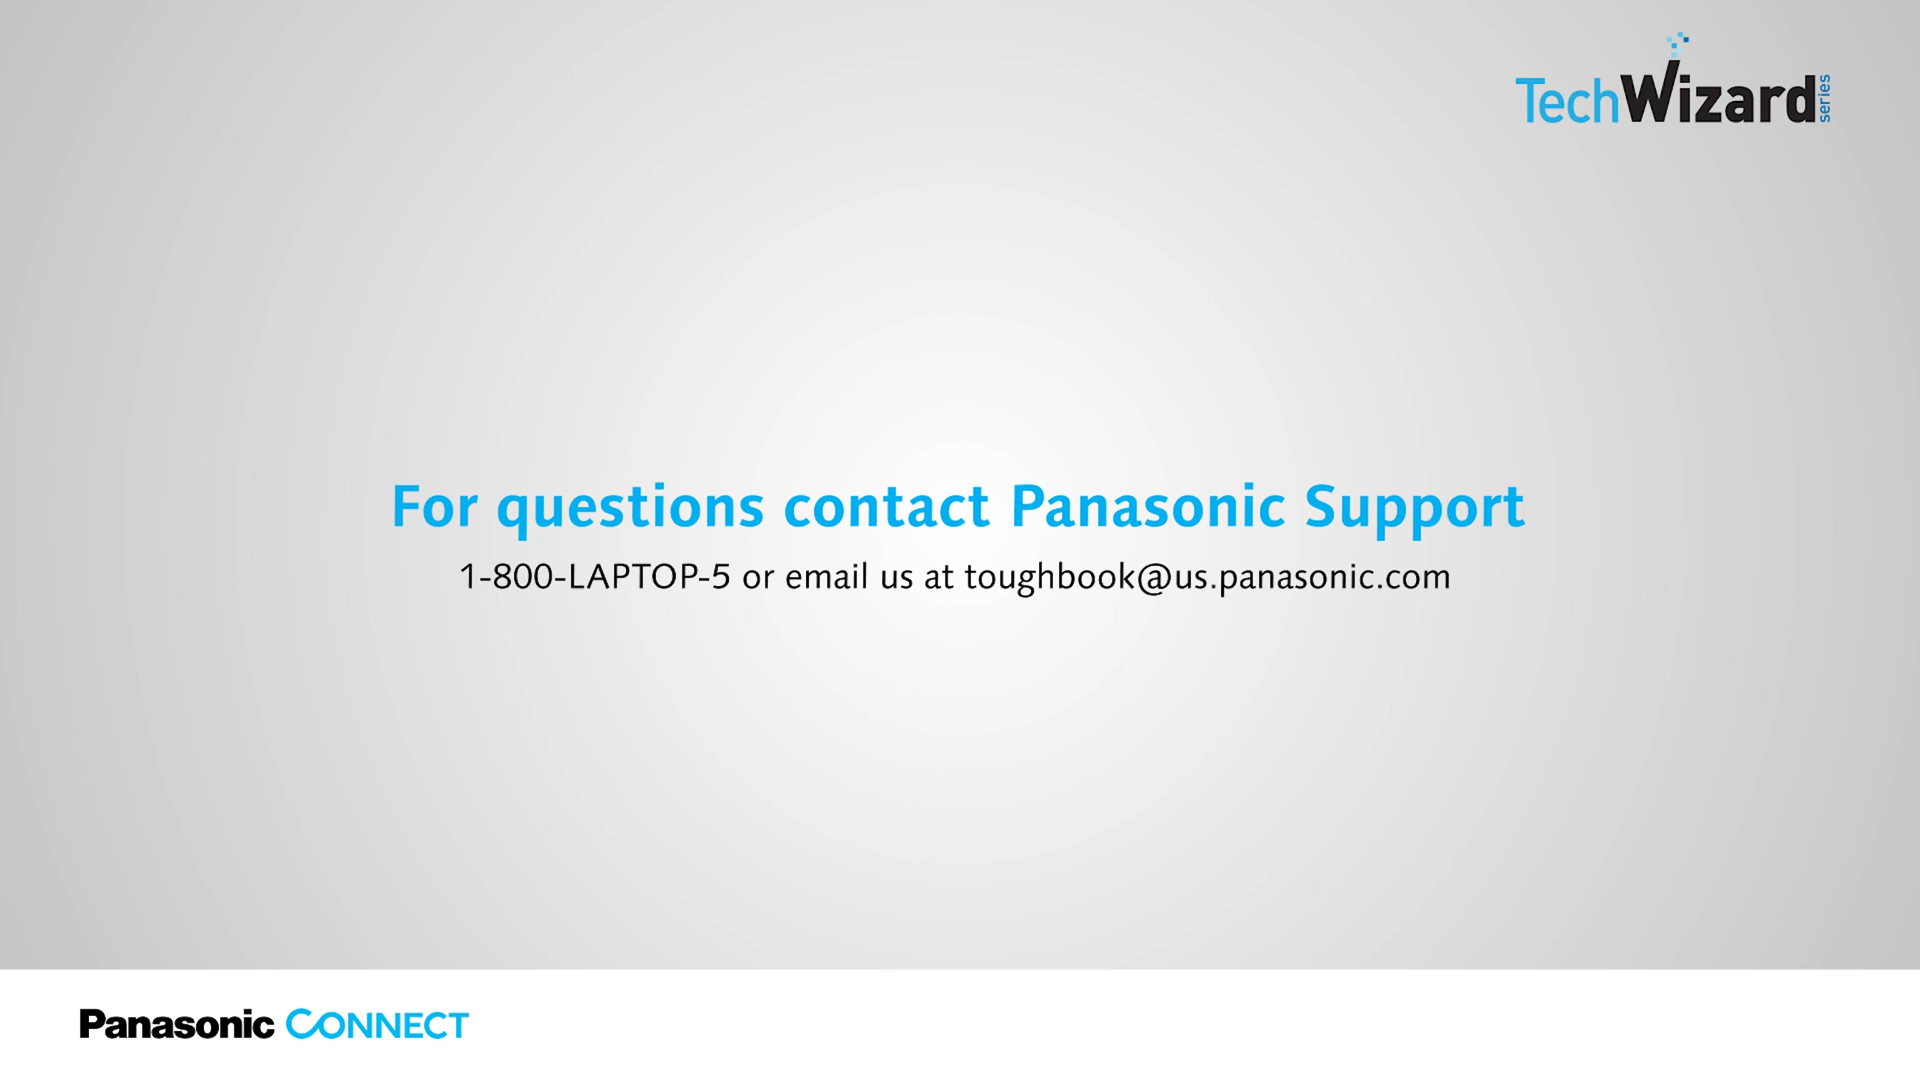 TechWizard series
For questions contact Panasonic Support
1-800-LAPTOP-5 or email us at toughbook@us.panasonic.com
Panasonic CONNECT